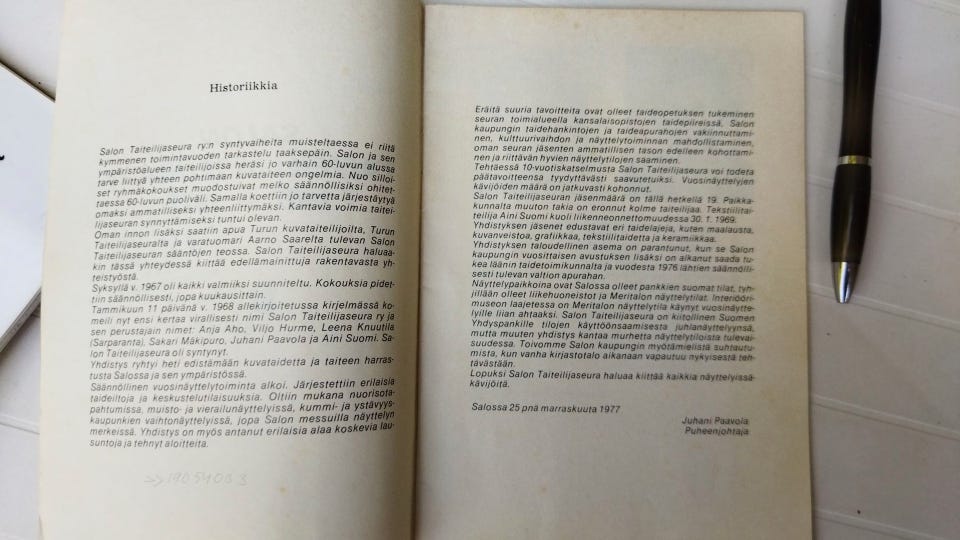 Historiikkia
Salon Taiteilijaseura ry:n syntyvaiheita muisteltaessa ei riitä
kymmenen toimintavuoden tarkastelu taaksepäin. Salon ja sen
ympäristöalueen taiteilijoissa heräsi jo varhain 60-luvun alussa
tarve liittyä yhteen pohtimaan kuvataiteen ongelmia. Nuo silloi-
set ryhmäkokoukset muodostuivat melko säännöllisiksi ohitet-
taessa 60-luvun puoliväli. Samalla koettiin jo tarvetta järjestäytyä
omaksi ammatilliseksi yhteenliittymäksi. Kantavia voimia taitei-
lijaseuran synnyttämiseksi tuntui olevan.
Oman innon lisäksi saatiin apua Turun kuvataiteilijoilta, Turun
Taiteilijaseuralta ja varatuomari Aarno Saarelta tulevan Salon
Taiteilijaseuran sääntöjen teossa. Salon Taiteilijaseura haluaa-
kin tässä yhteydessä kiittää edellämainittuja rakentavasta yh-
teistyöstä.
Syksyllä v. 1967 oli kaikki valmiiksi suunniteltu. Kokouksia pidet-
tiin säännöllisesti, jopa kuukausittain.
Tammikuun 11 päivänä v. 1968 allekirjoitetussa kirjelmässä ko-
meili nyt ensi kertaa virallisesti nimi Salon Taiteilijaseura ry ja
sen perustajain nimet: Anja Aho, Viljo Hurme, Leena Knuutila
(Sarparanta), Sakari Mäkipuro, Juhani Paavola ja Aini Suomi. Sa-
lon Taiteilijaseura oli syntynyt.
Yhdistys ryhtyi heti edistämään kuvataidetta ja taiteen harras-
tusta Salossa ja sen ympäristössä.
Säännöllinen vuosinäyttelytoiminta alkoi. Järjestettiin erilaisia
taideiltoja ja keskustelutilaisuuksia. Oltiin mukana nuorisota-
pahtumissa, muisto- ja vierailunäyttelyissä, kummi- ja ystävyys-
kaupunkien vaihtonäyttelyissä, jopa Salon messuilla näyttelyn
merkeissä. Yhdistys on myös antanut erilaisia alaa koskevia lau-
suntoja ja tehnyt aloitteita.
Eräitä suuria tavoitteita ovat olleet taideopetuksen tukeminen
seuran toimialueella kansalaisopistojen taidepiireissä. Salon
kaupungin taidehankintojen ja taideapurahojen vakiinnuttami-
nen, kulttuurivaihdon ja näyttelytoiminnan mahdollistaminen,
oman seuran jäsenten ammatillisen tason edelleen kohottami-
nen ja riittävän hyvien näyttelytilojen saaminen.
Tehtäessä 10-vuotiskatselmusta Salon Taiteilijaseura voi todeta
päätavoitteensa tyydyttävästi saavutetuiksi. Vuosinäyttelyjen
kävijöiden määrä on jatkuvasti kohonnut.
Salon Taiteilijaseuran jäsenmäärä on tällä hetkellä 19. Paikka-
kunnalta muuton takia on eronnut kolme taiteilijaa. Tekstiilitai-
teilija Aini Suomi kuoli liikenneonnettomuudessa 30. 1. 1969.
Yhdistyksen jäsenet edustavat eri taidelajeja, kuten maalausta,
kuvanveistoa, grafiikkaa, tekstiilitaidetta ja keramiikkaa.
Yhdistyksen taloudellinen asema on parantunut, kun se Salon
kaupungin vuosittaisen avustuksen lisäksi on alkanut saada tu-
kea läänin taidetoimikunnalta ja vuodesta 1976 lähtien säännölli-
sesti tulevan valtion apurahan.
Näyttelypaikkoina ovat Salossa olleet pankkien suomat tilat, tyh-
jillään olleet liikehuoneistot ja Meritalon näyttelytilat. Interiööri-
museon laajetessa on Meritalon näyttelytila käynyt vuosinäytte-
lyille liian ahtaaksi. Salon Taiteilijaseura on kiitollinen Suomen
Yhdyspankille tilojen käyttöönsaamisesta juhlanäyttelyynsä,
mutta muuten yhdistys kantaa murhetta näyttelytiloista tulevai-
suudessa. Toivomme Salon kaupungin myötämielistä suhtautu-
mista, kun vanha kirjastotalo aikanaan vapautuu nykyisestä teh-
tävästään.
Lopuksi Salon Taiteilijaseura haluaa kiittää kaikkia näyttelyissä-
kävijöitä.
Salossa 25 pnä marraskuuta 1977
Juhani Paavola
Puheenjohtaja